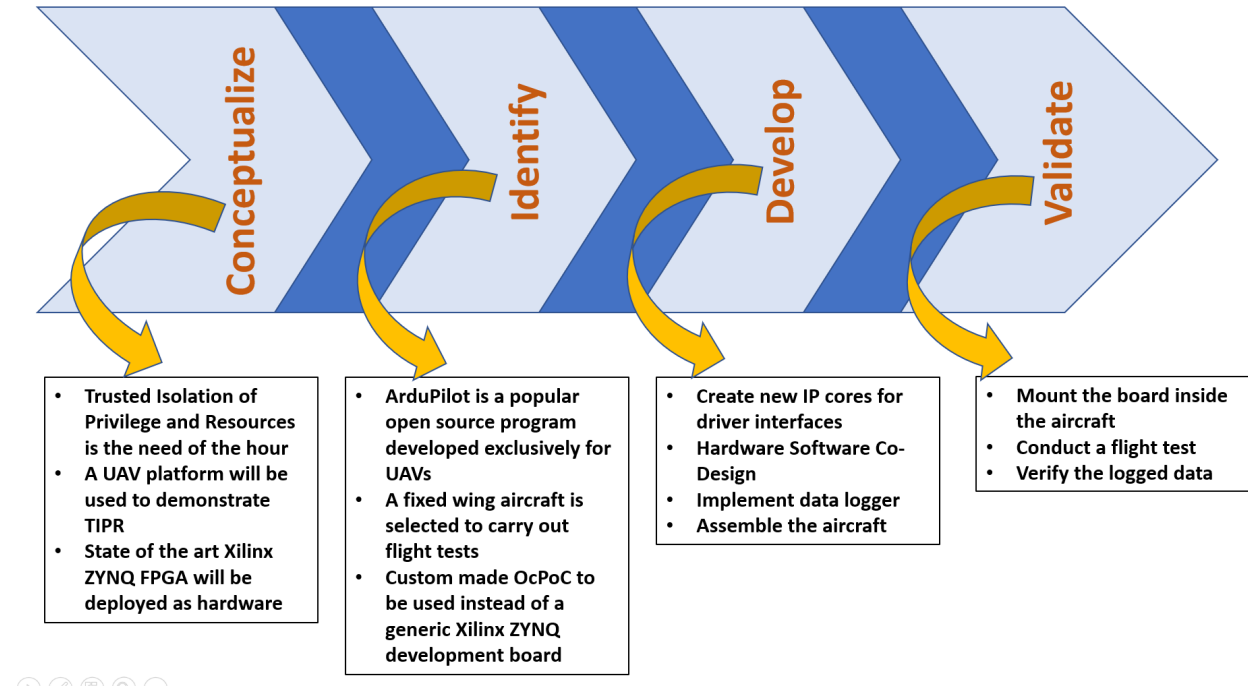 Conceptualize
Identify
Develop
Validate
• Trusted Isolation of
Privilege and Resources
is the need of the hour
• A UAV platform will be
used to demonstrate
TIPR
• State of the art Xilinx
ZYNQ FPGA will be
deployed as hardware
• ArduPilot is a popular
open source program
developed exclusively for
UAVs
• A fixed wing aircraft is
selected to carry out
flight tests
• Custom made OcPoC to
be used instead of a
generic Xilinx ZYNQ
development board
• Create new IP cores for
driver interfaces
• Hardware Software Co-
Design
• Implement data logger
• Assemble the aircraft
• Mount the board inside
the aircraft
• Conduct a flight test
• Verify the logged data